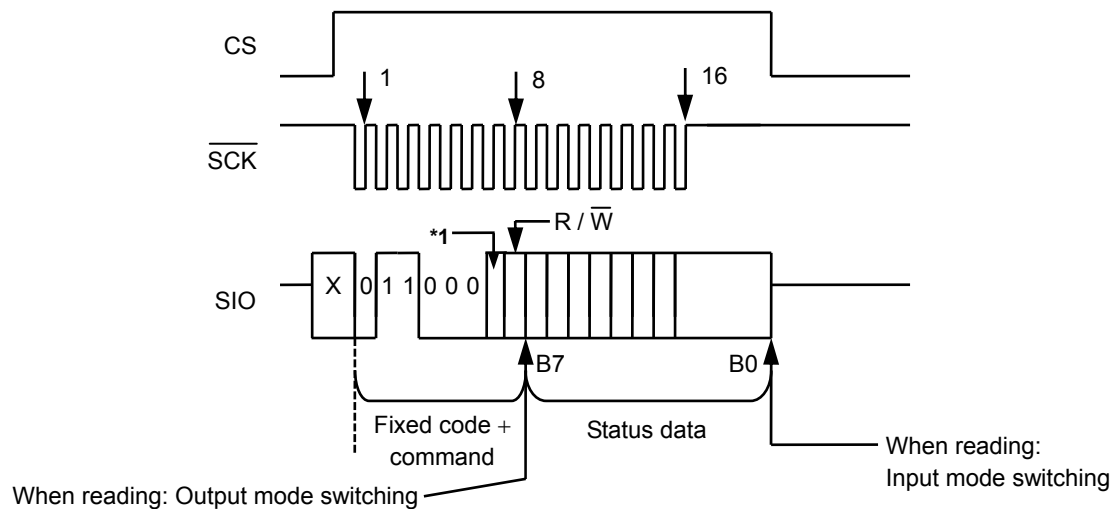 CS
1
8
16
SCK
R / W
*1
X
0
1
1
0
0
0
SIO
B7
B0
Fixed code +
command
Status data
When reading:
Input mode switching
When reading: Output mode switching